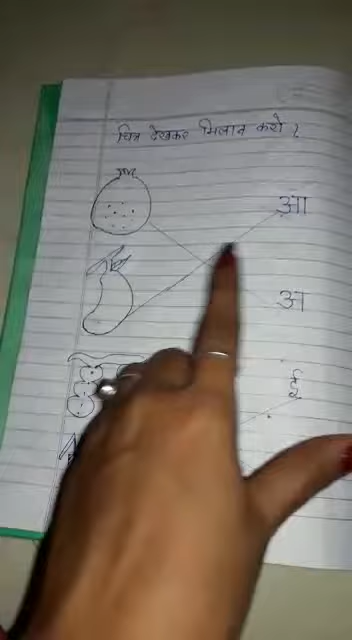 चित्र देखकर मिलान करो ?
आ
अ
ई